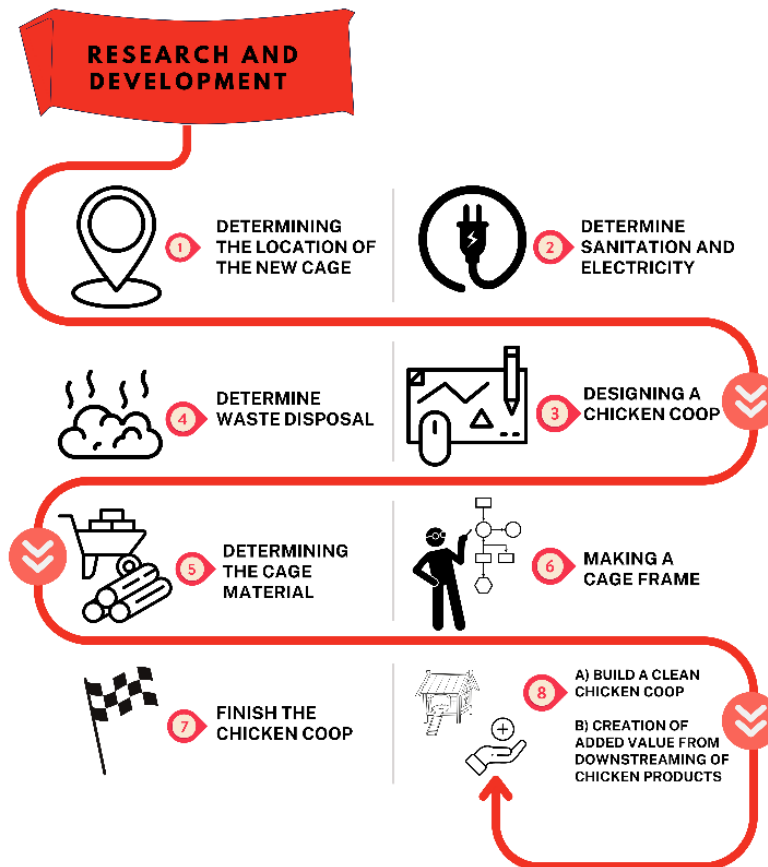 RESEARCH AND
DEVELOPMENT
1
DETERMINING
THE LOCATION OF
THE NEW CAGE
2
DETERMINE
SANITATION AND
ELECTRICITY
3
DESIGNING A
CHICKEN COOP
4
DETERMINE
WASTE DISPOSAL
5
DETERMINING
THE CAGE
MATERIAL
6
MAKING A
CAGE FRAME
7
FINISH THE
CHICKEN COOP
8
A) BUILD A CLEAN
CHICKEN COOP
B) CREATION OF
ADDED VALUE FROM
DOWNSTREAMING OF
CHICKEN PRODUCTS